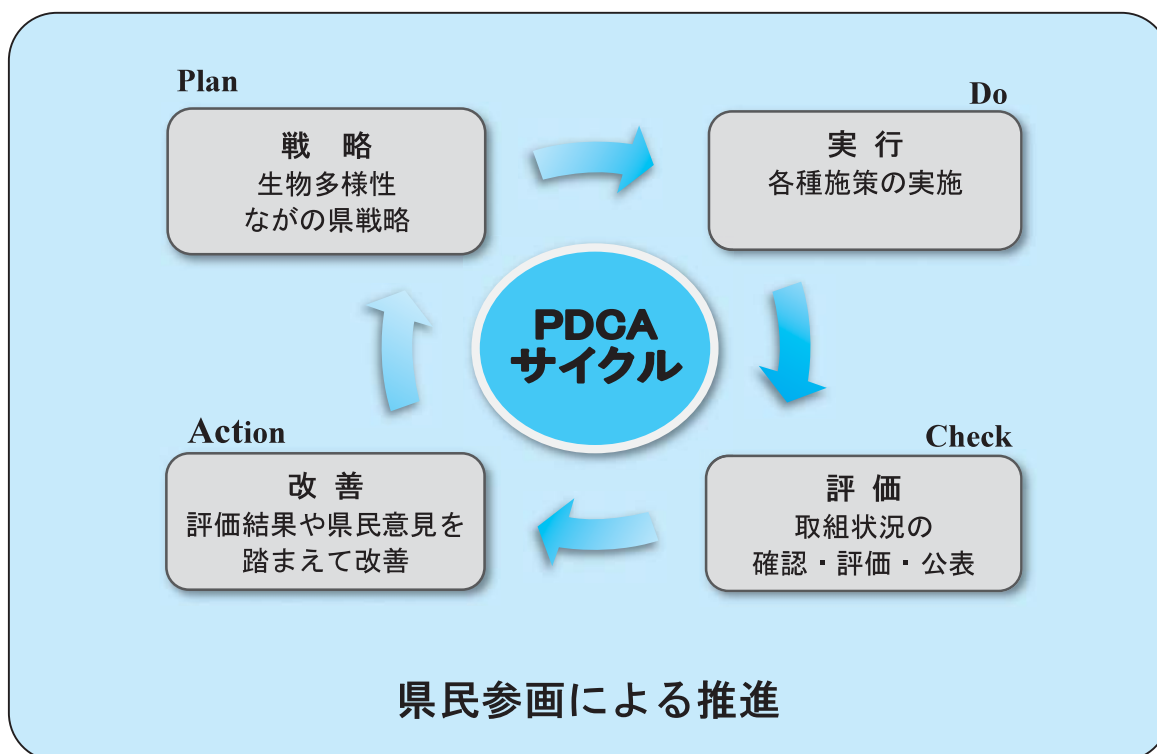 Plan
戦　略
生物多様性
ながの県戦略
Do
実 行
各種施策の実施
PDCA
サイクル
Action
改 善
評価結果や県民意見を
踏まえて改善
Check
評 価
取組状況の
確認・評価・公表
県民参画による推進